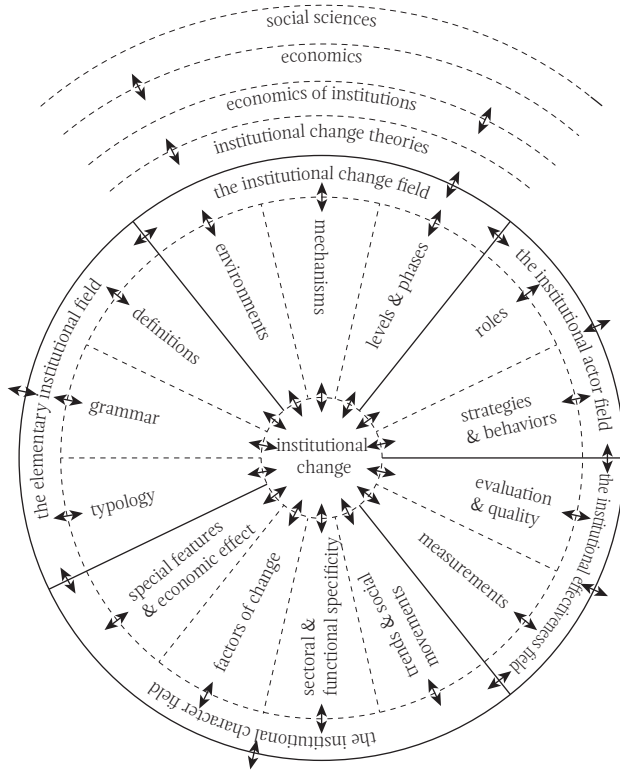 social sciences
economics
economics of institutions
institutional change theories
the institutional change field
environments
mechanisms
levels & phases
the institutional actor field
roles
strategies
& behaviors
the institutional effectiveness field
evaluation
& quality
measurements
the institutional character field
trends & social
movements
sectoral &
functional specificity
factors of change
special features
& economic effect
the elementary institutional field
typology
grammar
definitions
institutional
change